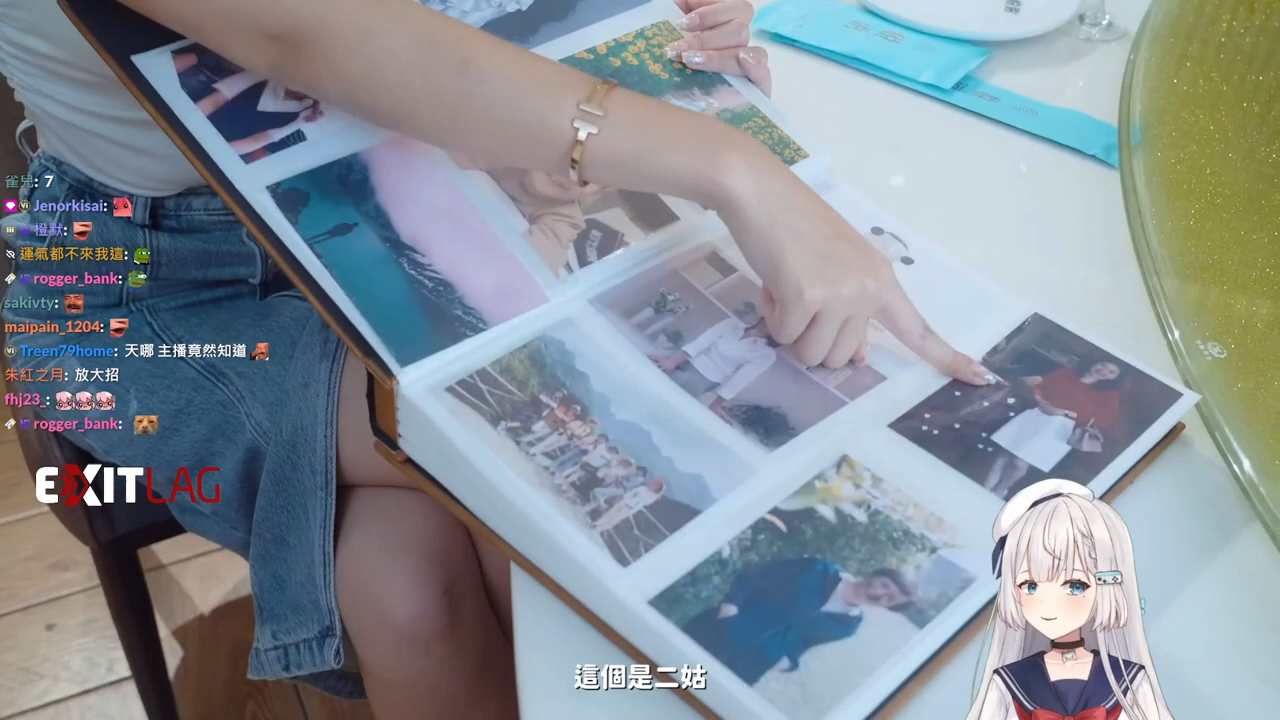 雀兒: 7
Jenorkisai:
橙獸:
運氣都不來我這:
rogger_bank:
sakivty:
maipain_1204:
Treen79home: 天哪 主播竟然知道
朱紅之月: 放大招
fhj23_:
rogger_bank:
EXITLAG
這個是二姑